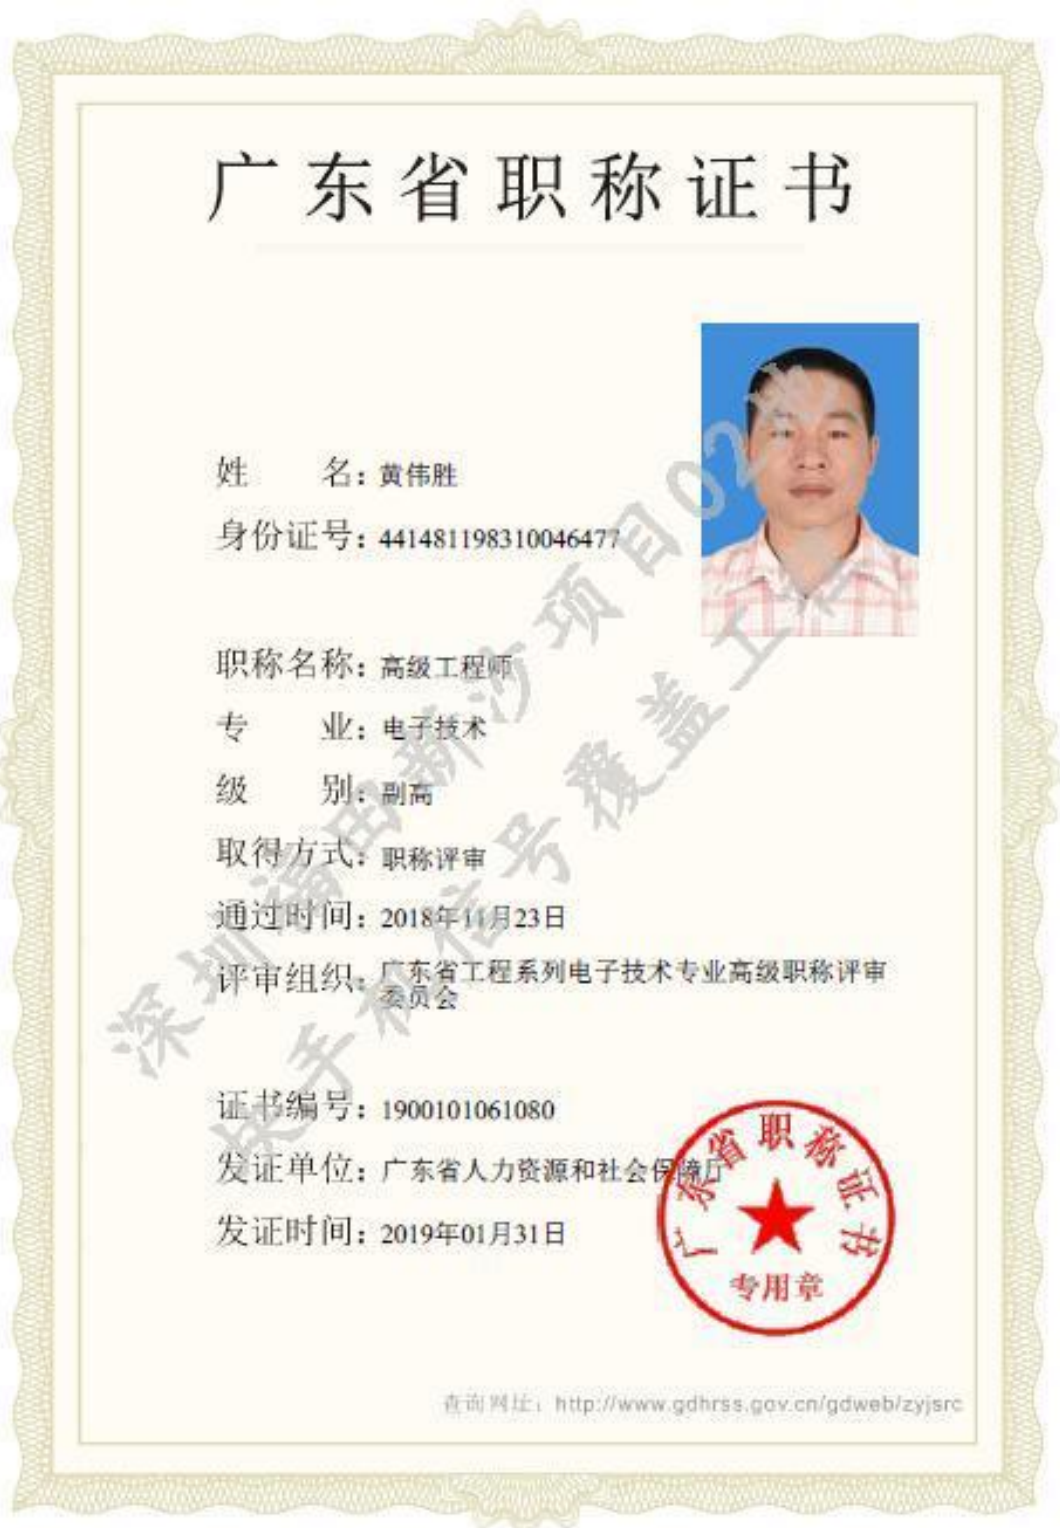 广东省职称证书
姓 名：黄伟胜
身份证号：441481198310046477
职称名称：高级工程师
专 业：电子技术
级 别：副高
取得方式：职称评审
通过时间：2018年11月23日
评审组织：广东省工程系列电子技术专业高级职称评审
委员会
证书编号：1900101061080
发证单位：广东省人力资源和社会保障厅
发证时间：2019年01月31日
广东省职称证书
专用章
查询网址：http://www.gdhrss.gov.cn/gdweb/zyjsrc
深圳福田新沙项目02地
块手机信号覆盖工程